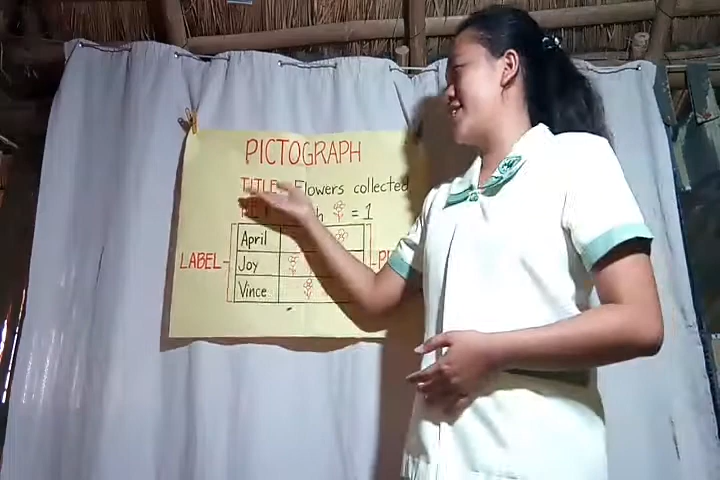 PICTOGRAPH
TITLE Flowers collected
= 1
April
LABEL- Joy
Vince